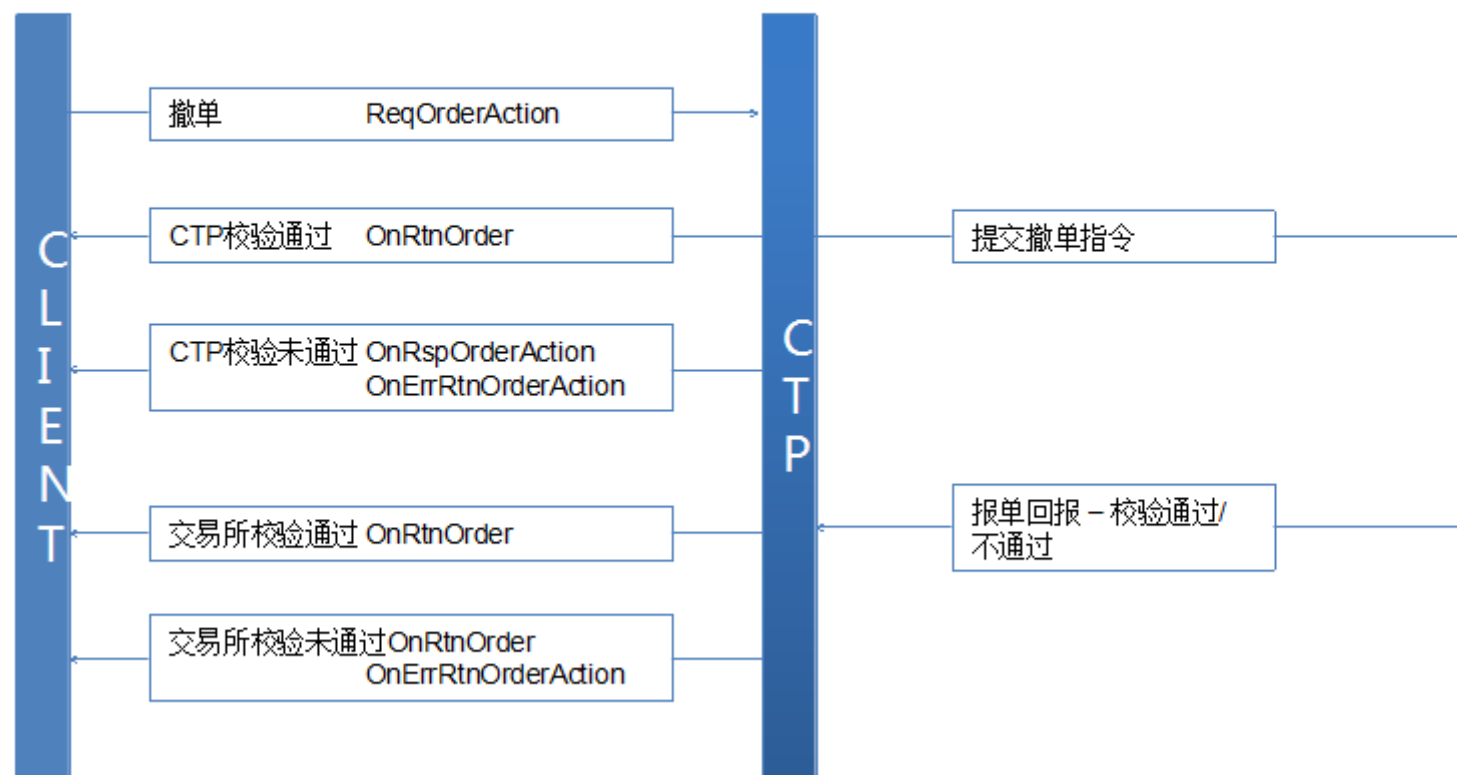 撤单 ReqOrderAction
CTP校验通过 OnRtnOrder
提交撤单指令
CLIENT
CTP校验未通过 OnRspOrderAction
OnErrRtnOrderAction
CTP
交易所校验通过 OnRtnOrder
报单回报 – 校验通过/
不通过
交易所校验未通过OnRtnOrder
OnErrRtnOrderAction